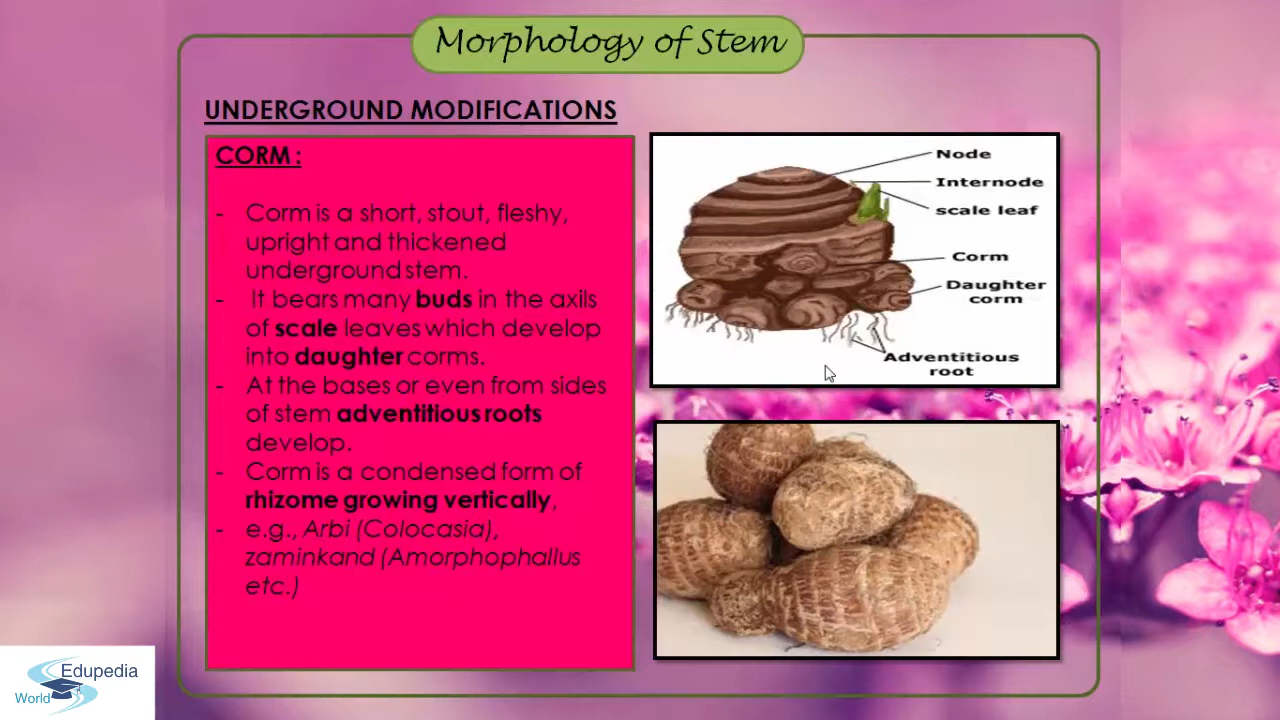 Morphology of Stem
UNDERGROUND MODIFICATIONS
CORM :
- Corm is a short, stout, fleshy,
upright and thickened
underground stem.
- It bears many buds in the axils
of scale leaves which develop
into daughter corms.
- At the bases or even from sides
of stem adventitious roots
develop.
- Corm is a condensed form of
rhizome growing vertically,
- e.g., Arbi (Colocasia),
zaminkand (Amorphophallus
etc.)
Node
Internode
scale leaf
Corm
Daughter
corm
Adventitious
root
Edupedia
World